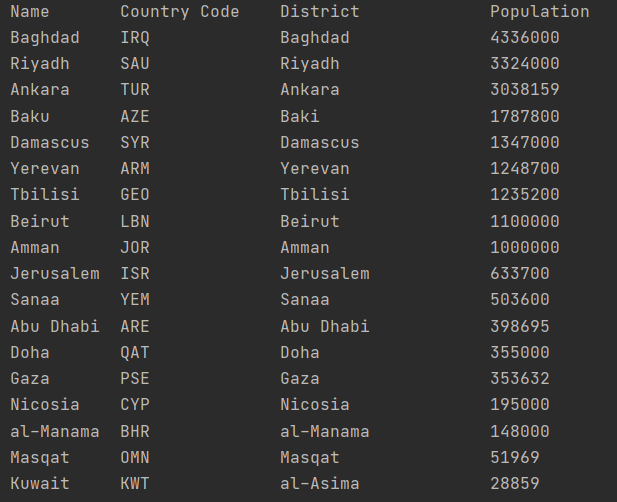 Name Country Code District Population
Baghdad IRQ Baghdad 4336000
Riyadh SAU Riyadh 3324000
Ankara TUR Ankara 3038159
Baku AZE Baki 1787800
Damascus SYR Damascus 1347000
Yerevan ARM Yerevan 1248700
Tbilisi GEO Tbilisi 1235200
Beirut LBN Beirut 1100000
Amman JOR Amman 1000000
Jerusalem ISR Jerusalem 633700
Sanaa YEM Sanaa 503600
Abu Dhabi ARE Abu Dhabi 398695
Doha QAT Doha 355000
Gaza PSE Gaza 353632
Nicosia CYP Nicosia 195000
al-Manama BHR al-Manama 148000
Masqat OMN Masqat 51969
Kuwait KWT al-Asima 28859